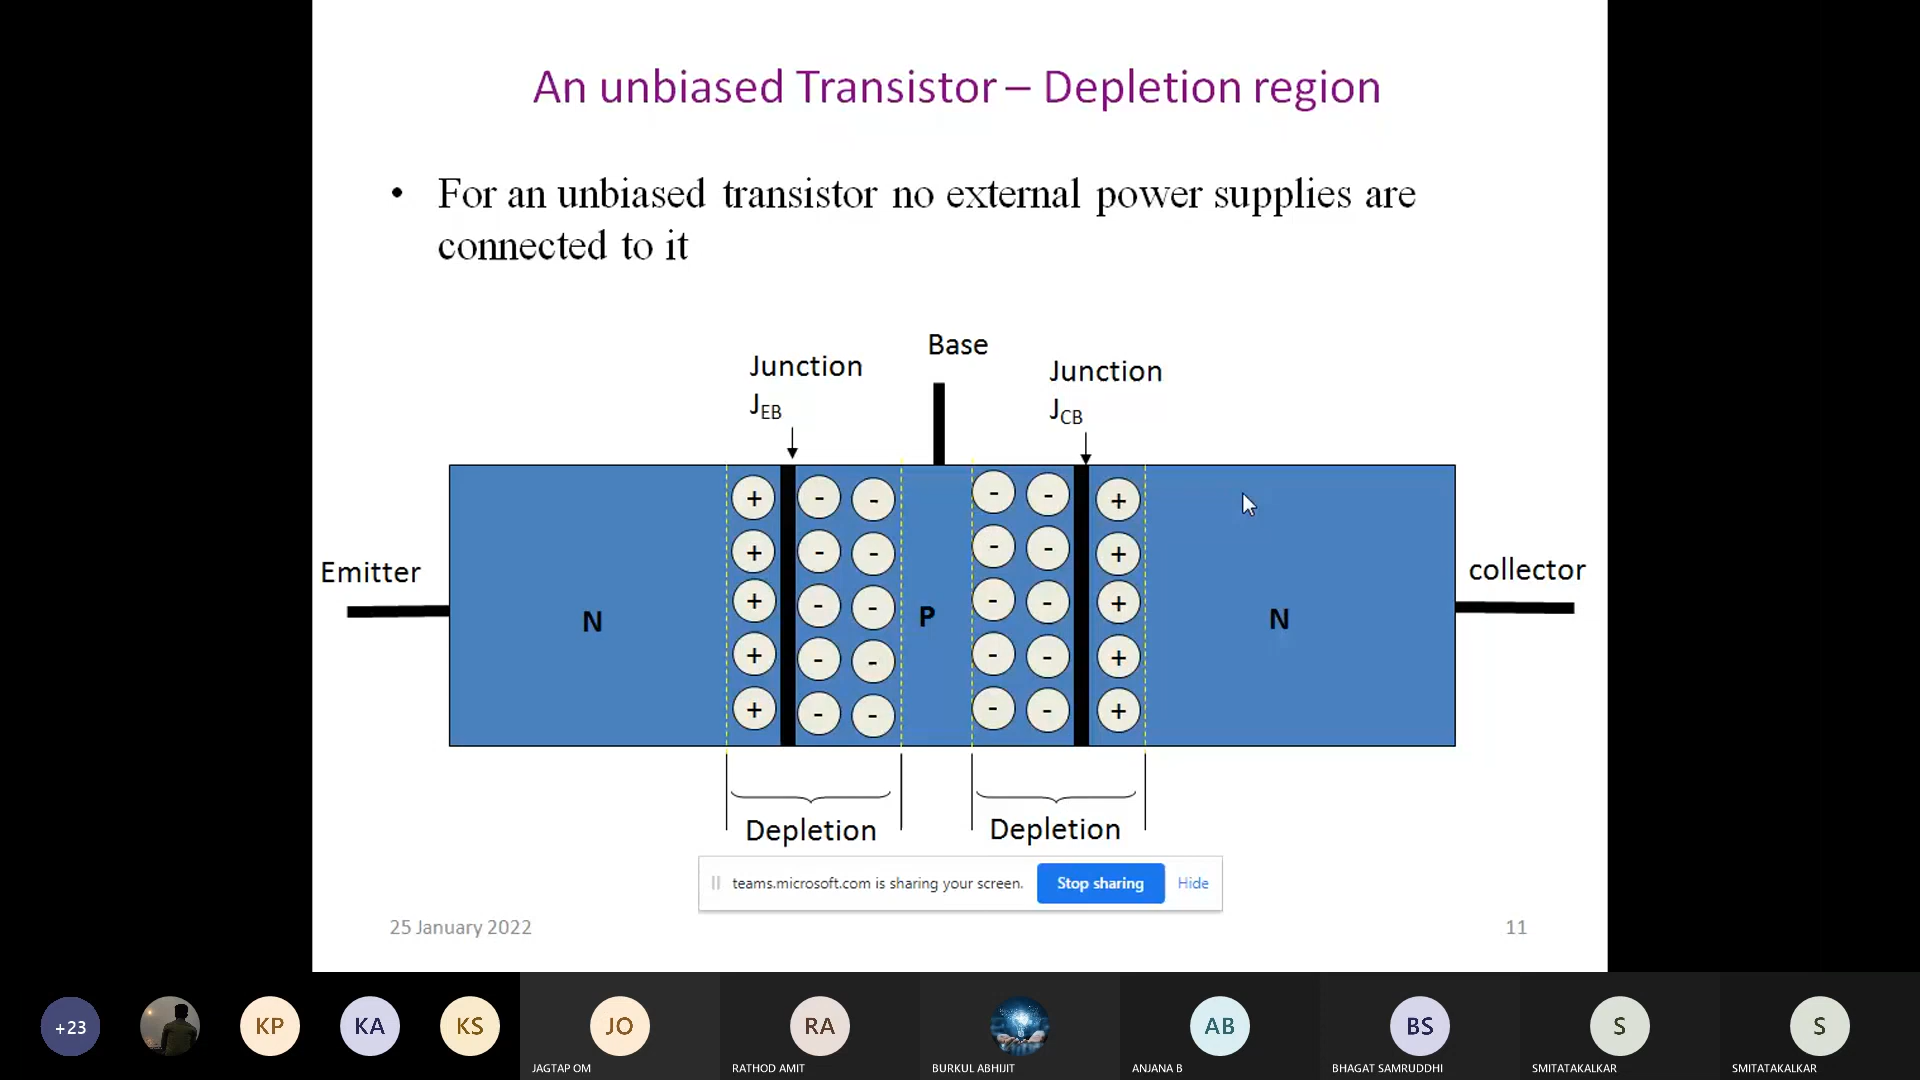 An unbiased Transistor – Depletion region
• For an unbiased transistor no external power supplies are
connected to it
Base
Junction
J_EB
Junction
J_CB
Emitter
collector
N
P
N
+ - - - - +
+ - - - - +
+ - - - - +
+ - - - - +
+ - - - - +
Depletion
Depletion
teams.microsoft.com is sharing your screen.
Stop sharing
Hide
25 January 2022
11
+23
KP
KA
KS
JO
RA
AB
BS
S
S
JAGTAP OM
RATHOD AMIT
BURKUL ABHIJIT
ANJANA B
BHAGAT SAMRUDDHI
SMITATAKALKAR
SMITATAKALKAR